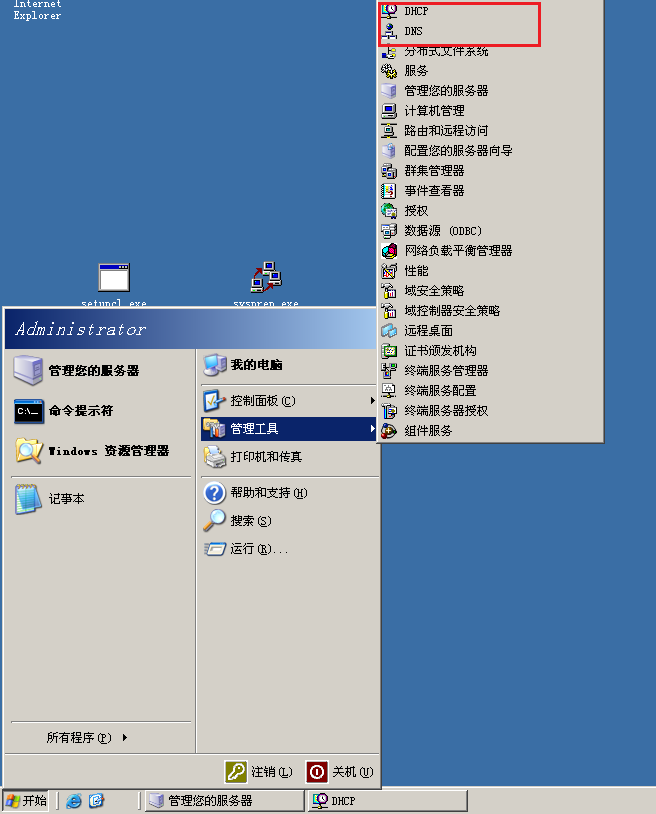 Internet
Explorer
setupcl.exe
sysprep.exe
DHCP
DNS
分布式文件系统
服务
管理您的服务器
计算机管理
路由和远程访问
配置您的服务器向导
群集管理器
事件查看器
授权
数据源 (ODBC)
网络负载平衡管理器
性能
域安全策略
域控制器安全策略
远程桌面
证书颁发机构
终端服务管理器
终端服务配置
终端服务器授权
组件服务
Administrator
管理您的服务器
C:\_
命令提示符
Windows 资源管理器
记事本
所有程序(P)
我的电脑
控制面板(C)
管理工具
打印机和传真
帮助和支持(H)
搜索(S)
运行(R)...
注销(L)
关机(U)
开始
管理您的服务器
DHCP